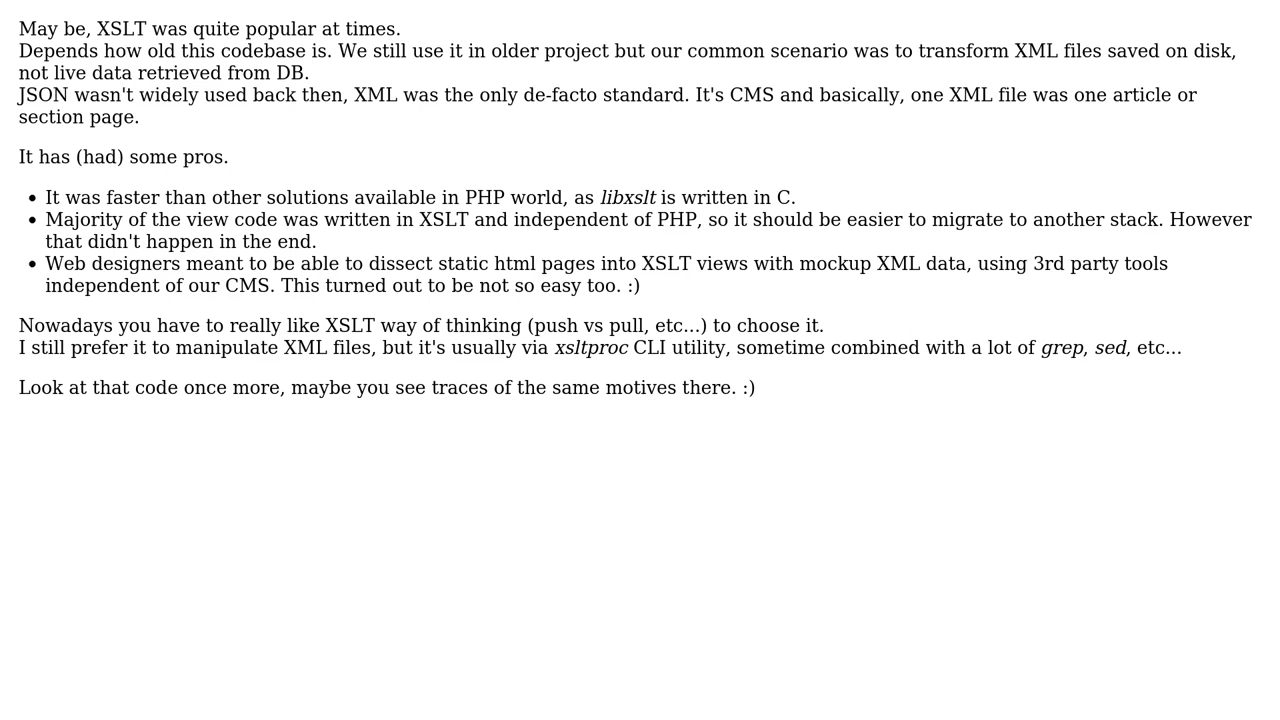 May be, XSLT was quite popular at times.
Depends how old this codebase is. We still use it in older project but our common scenario was to transform XML files saved on disk,
not live data retrieved from DB.
JSON wasn't widely used back then, XML was the only de-facto standard. It's CMS and basically, one XML file was one article or
section page.
It has (had) some pros.
• It was faster than other solutions available in PHP world, as libxslt is written in C.
• Majority of the view code was written in XSLT and independent of PHP, so it should be easier to migrate to another stack. However
that didn't happen in the end.
• Web designers meant to be able to dissect static html pages into XSLT views with mockup XML data, using 3rd party tools
independent of our CMS. This turned out to be not so easy too. :)
Nowadays you have to really like XSLT way of thinking (push vs pull, etc...) to choose it.
I still prefer it to manipulate XML files, but it's usually via xsltproc CLI utility, sometime combined with a lot of grep, sed, etc...
Look at that code once more, maybe you see traces of the same motives there. :)